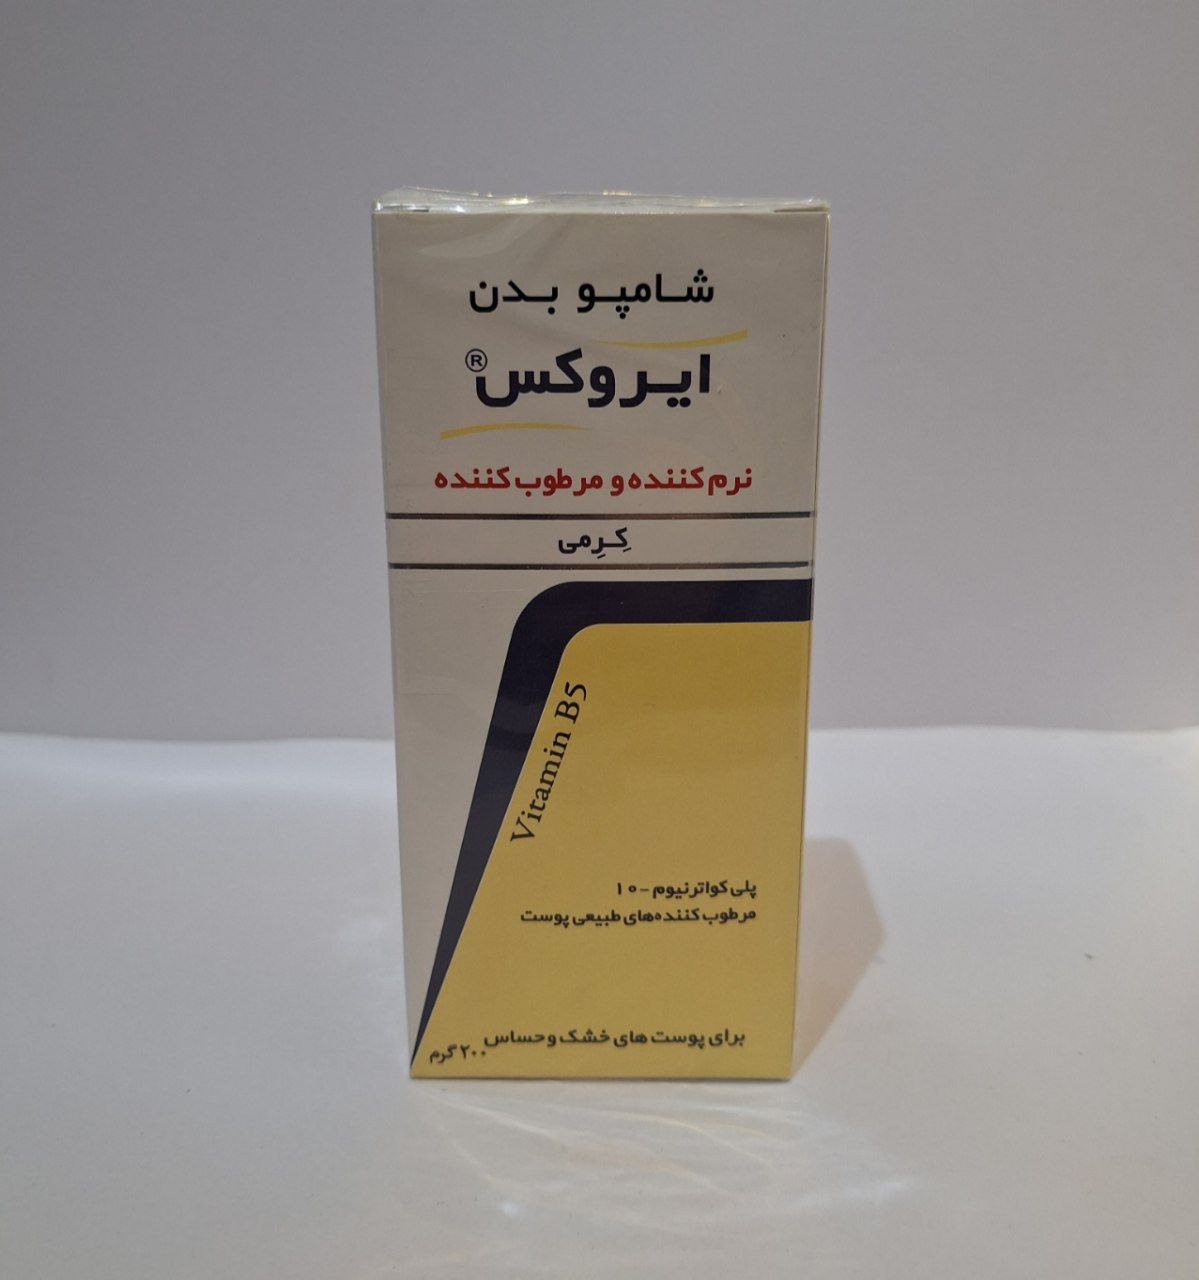 شامپو بدن
ایروکس®
نرم کننده و مرطوب کننده
کِرِمی
Vitamin B5
پلی کواترنیوم -۱۰
مرطوب کننده‌های طبیعی پوست
برای پوست های خشک و حساس
۲۰۰ گرم